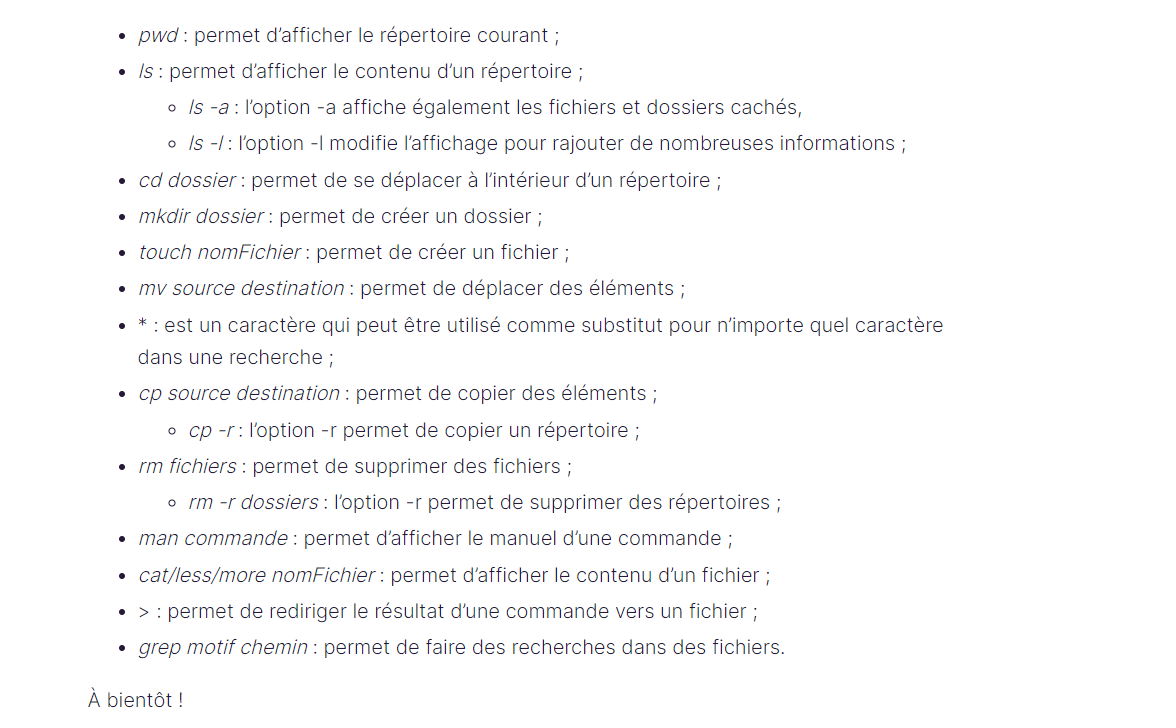 • pwd : permet d’afficher le répertoire courant ;
• ls : permet d’afficher le contenu d’un répertoire ;
◦ ls -a : l’option -a affiche également les fichiers et dossiers cachés,
◦ ls -l : l’option -l modifie l’affichage pour rajouter de nombreuses informations ;
• cd dossier : permet de se déplacer à l’intérieur d’un répertoire ;
• mkdir dossier : permet de créer un dossier ;
• touch nomFichier : permet de créer un fichier ;
• mv source destination : permet de déplacer des éléments ;
• * : est un caractère qui peut être utilisé comme substitut pour n’importe quel caractère
dans une recherche ;
• cp source destination : permet de copier des éléments ;
◦ cp -r : l’option -r permet de copier un répertoire ;
• rm fichiers : permet de supprimer des fichiers ;
◦ rm -r dossiers : l’option -r permet de supprimer des répertoires ;
• man commande : permet d’afficher le manuel d’une commande ;
• cat/less/more nomFichier : permet d’afficher le contenu d’un fichier ;
• > : permet de rediriger le résultat d’une commande vers un fichier ;
• grep motif chemin : permet de faire des recherches dans des fichiers.
À bientôt !